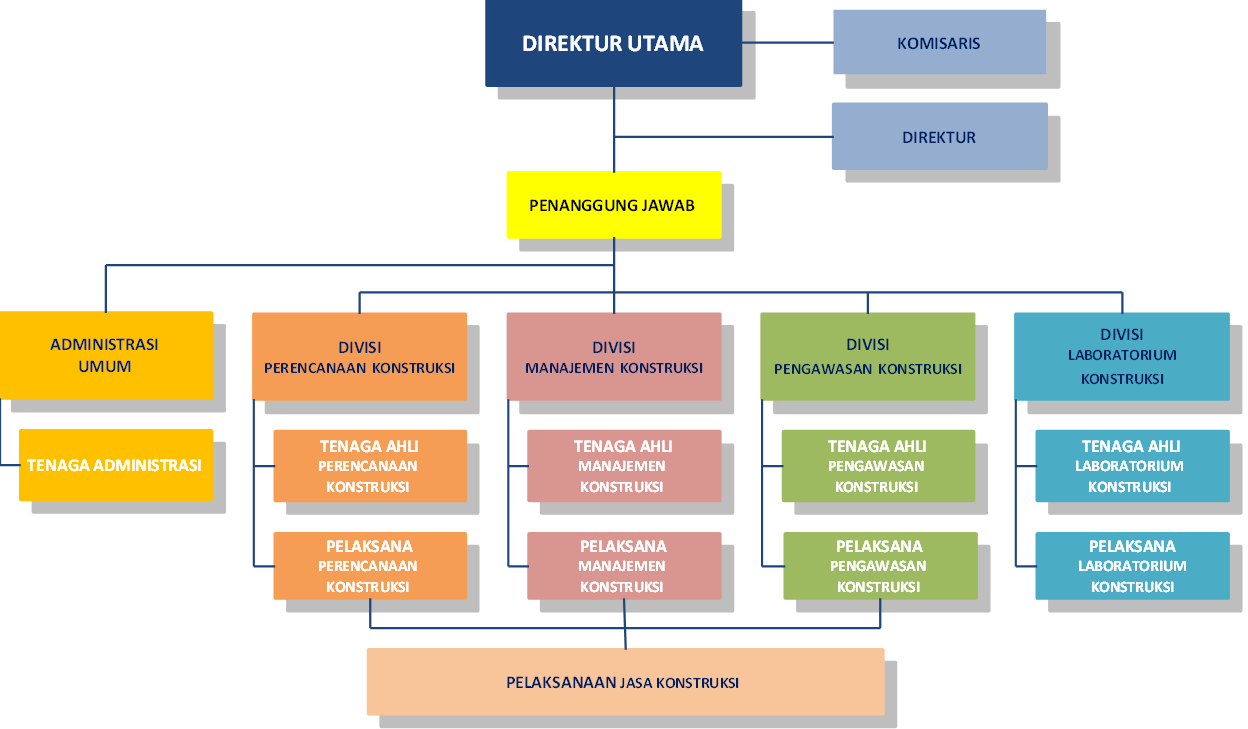 DIREKTUR UTAMA
KOMISARIS
DIREKTUR
PENANGGUNG JAWAB
ADMINISTRASI
UMUM
DIVISI
PERENCANAAN KONSTRUKSI
DIVISI
MANAJEMEN KONSTRUKSI
DIVISI
PENGAWASAN KONSTRUKSI
DIVISI
LABORATORIUM
KONSTRUKSI
TENAGA ADMINISTRASI
TENAGA AHLI
PERENCANAAN
KONSTRUKSI
TENAGA AHLI
MANAJEMEN
KONSTRUKSI
TENAGA AHLI
PENGAWASAN
KONSTRUKSI
TENAGA AHLI
LABORATORIUM
KONSTRUKSI
PELAKSANA
PERENCANAAN
KONSTRUKSI
PELAKSANA
MANAJEMEN
KONSTRUKSI
PELAKSANA
PENGAWASAN
KONSTRUKSI
PELAKSANA
LABORATORIUM
KONSTRUKSI
PELAKSANAAN JASA KONSTRUKSI